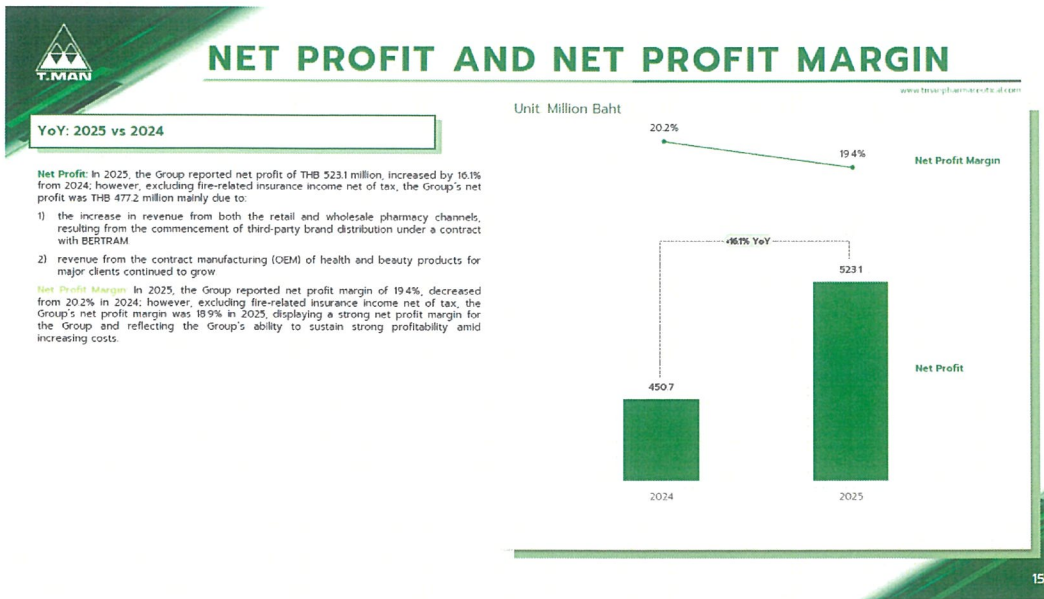 T.MAN
NET PROFIT AND NET PROFIT MARGIN
www.tmanpharmaceutical.com
YoY: 2025 vs 2024
Net Profit: In 2025, the Group reported net profit of THB 523.1 million, increased by 16.1%
from 2024; however, excluding fire-related insurance income net of tax, the Group's net
profit was THB 477.2 million mainly due to:
1) the increase in revenue from both the retail and wholesale pharmacy channels,
resulting from the commencement of third-party brand distribution under a contract
with BERTRAM
2) revenue from the contract manufacturing (OEM) of health and beauty products for
major clients continued to grow
Net Profit Margin: In 2025, the Group reported net profit margin of 19.4%, decreased
from 20.2% in 2024; however, excluding fire-related insurance income net of tax, the
Group's net profit margin was 18.9% in 2025, displaying a strong net profit margin for
the Group and reflecting the Group's ability to sustain strong profitability amid
increasing costs.
Unit Million Baht
20.2%
19.4%
Net Profit Margin
+16.1% YoY
523.1
450.7
Net Profit
2024
2025
15